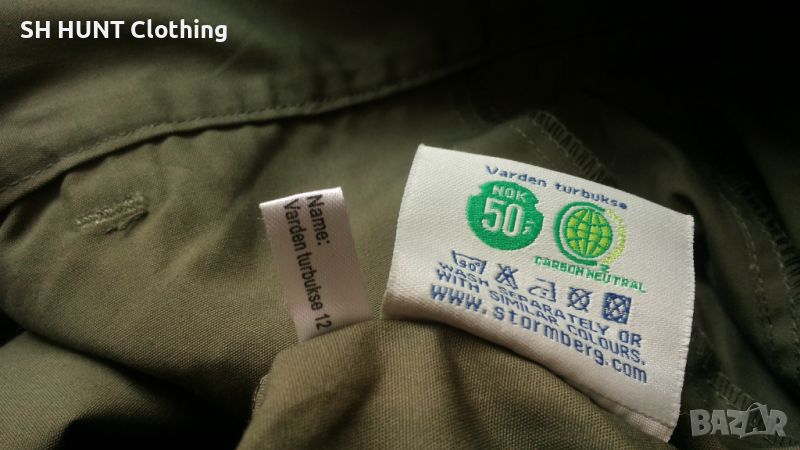 SH HUNT Clothing
Name:
Varden turbukse 12
Varden turbukse
NOK
50,-
CARBON NEUTRAL
WASH SEPARATELY OR
WITH SIMILAR COLOURS.
www.stormberg.com
BAZAR